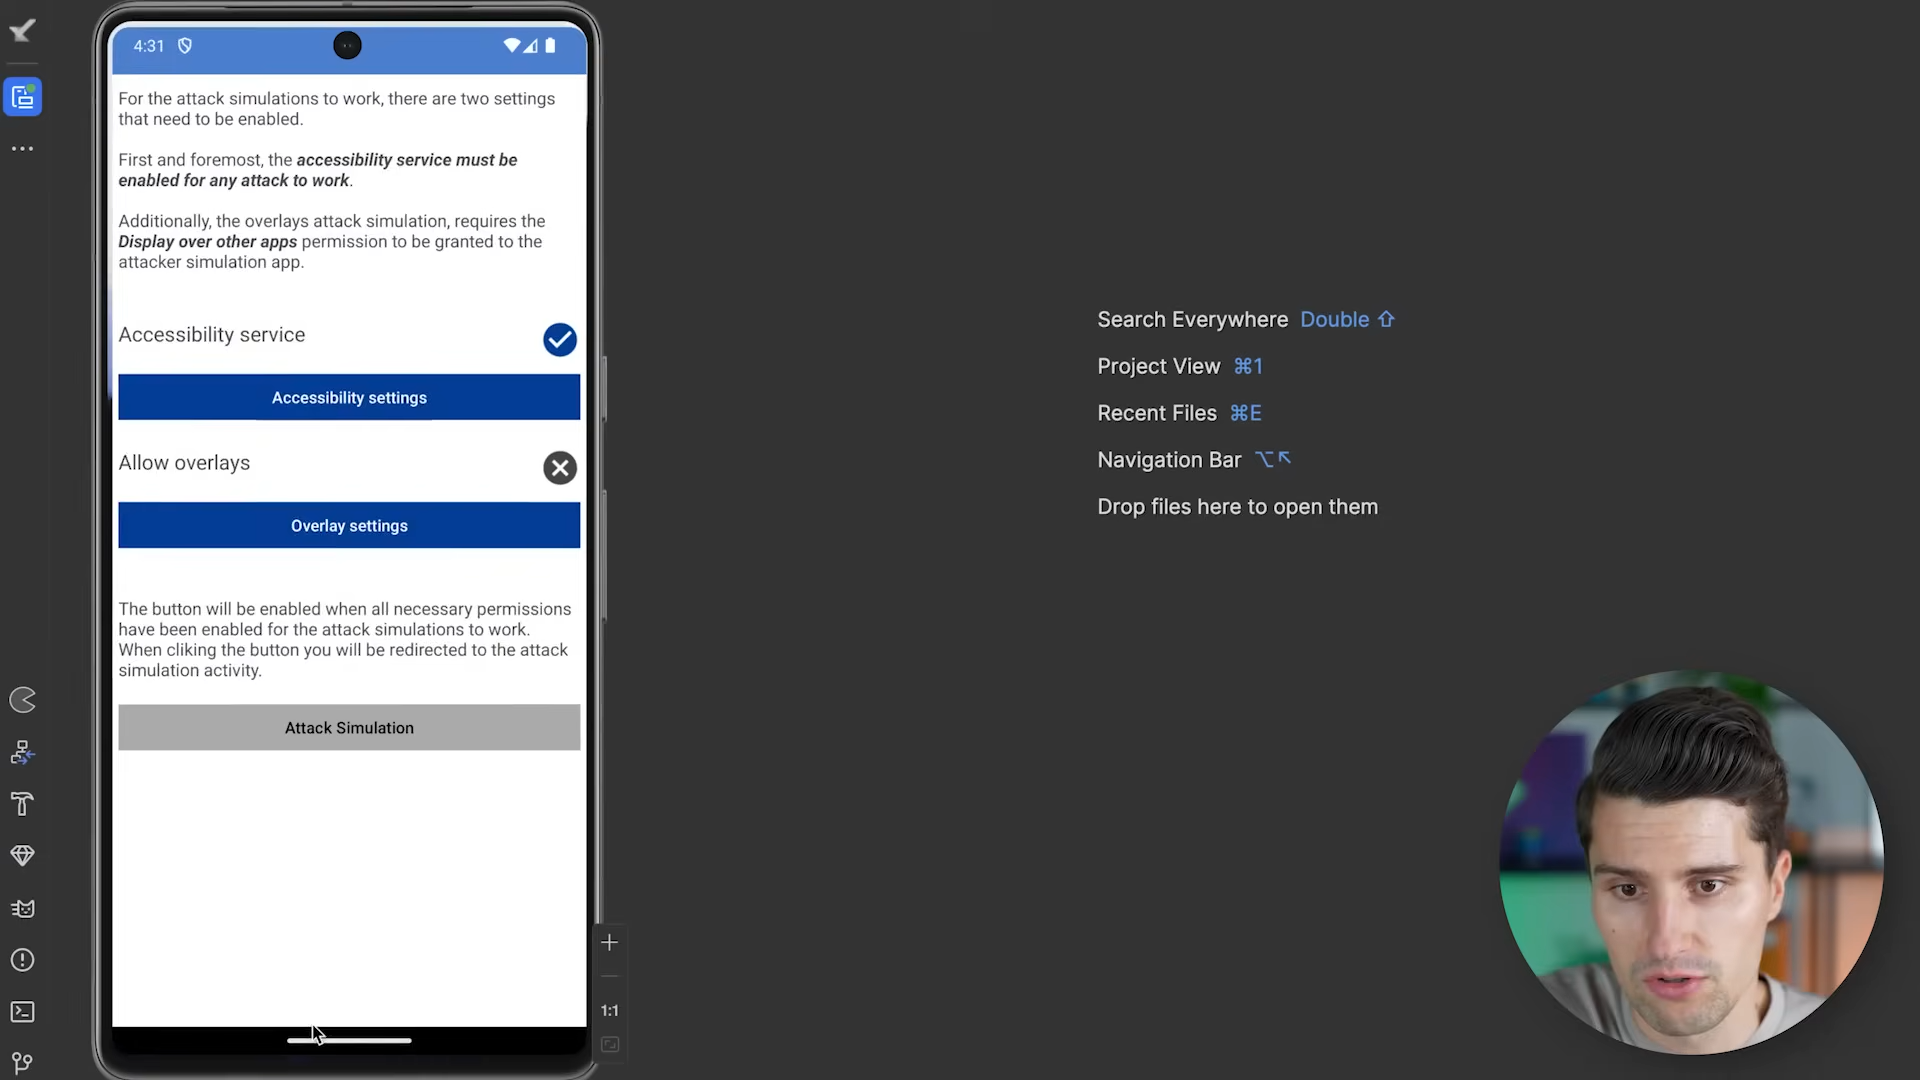 4:31
For the attack simulations to work, there are two settings
that need to be enabled.
First and foremost, the accessibility service must be
enabled for any attack to work.
Additionally, the overlays attack simulation, requires the
Display over other apps permission to be granted to the
attacker simulation app.
Accessibility service
Accessibility settings
Allow overlays
Overlay settings
The button will be enabled when all necessary permissions
have been enabled for the attack simulations to work.
When cliking the button you will be redirected to the attack
simulation activity.
Attack Simulation
1:1
Search Everywhere Double ⇧
Project View ⌘1
Recent Files ⌘E
Navigation Bar ⌥↖
Drop files here to open them